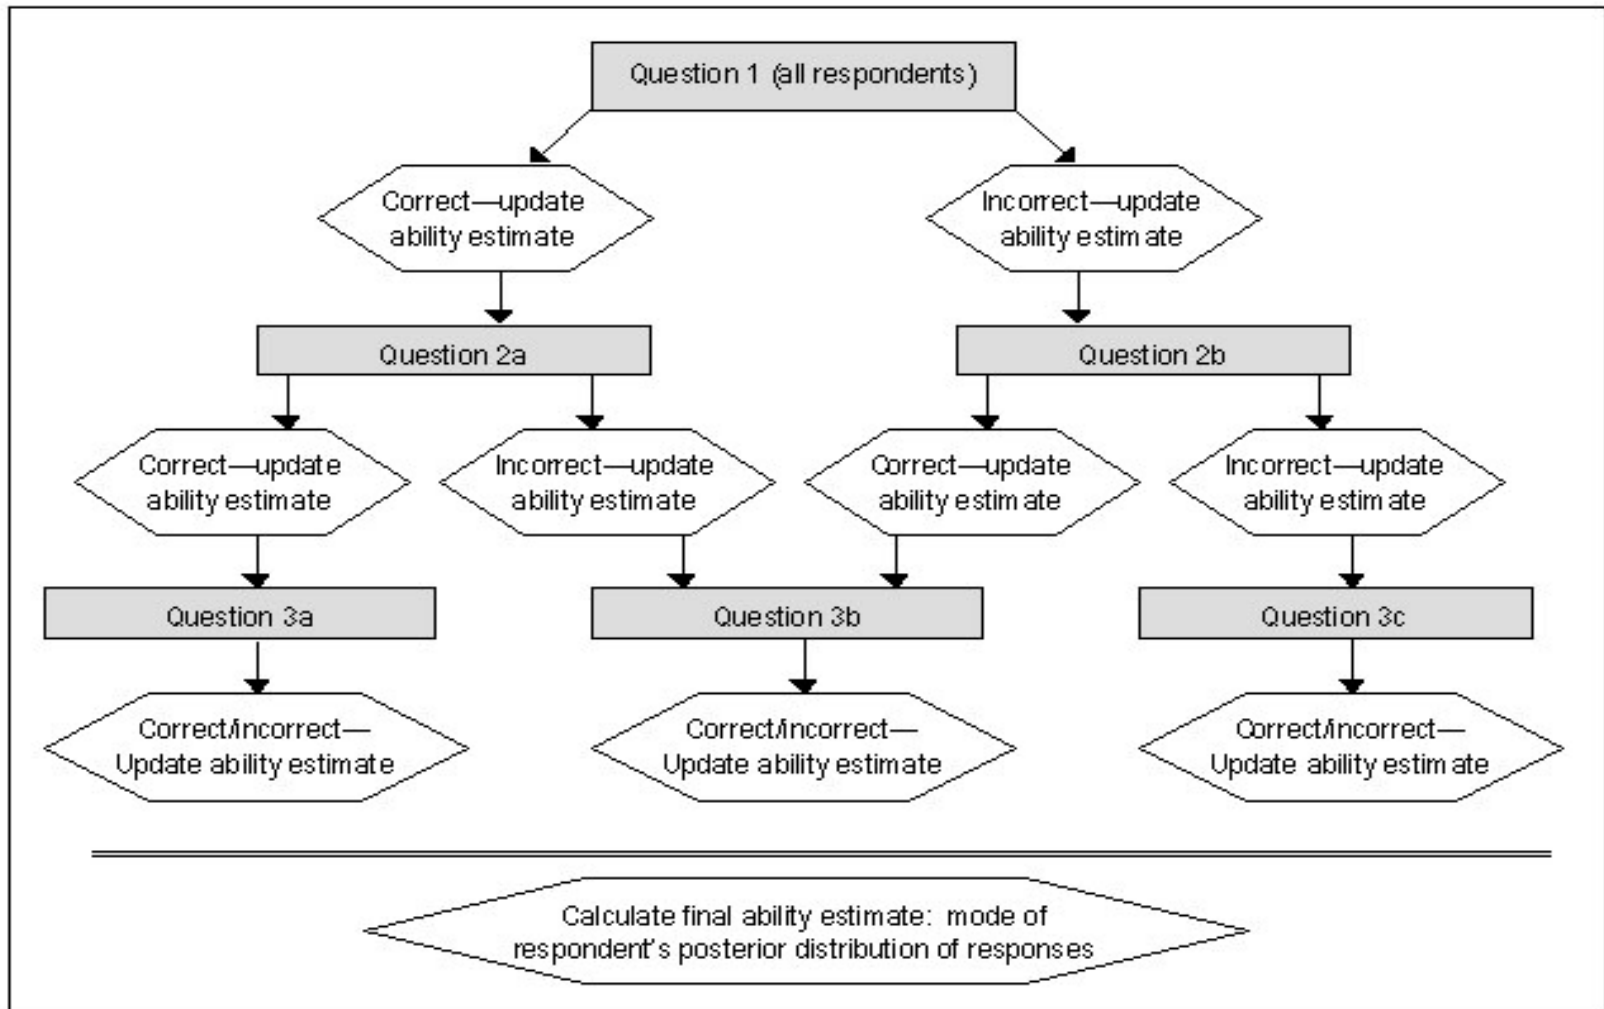 Question 1 (all respondents)
Correct—update
ability estimate
Incorrect—update
ability estimate
Question 2a
Question 2b
Correct—update
ability estimate
Incorrect—update
ability estimate
Correct—update
ability estimate
Incorrect—update
ability estimate
Question 3a
Question 3b
Question 3c
Correct/incorrect—
Update ability estimate
Correct/incorrect—
Update ability estimate
Correct/incorrect—
Update ability estimate
Calculate final ability estimate: mode of
respondent's posterior distribution of responses